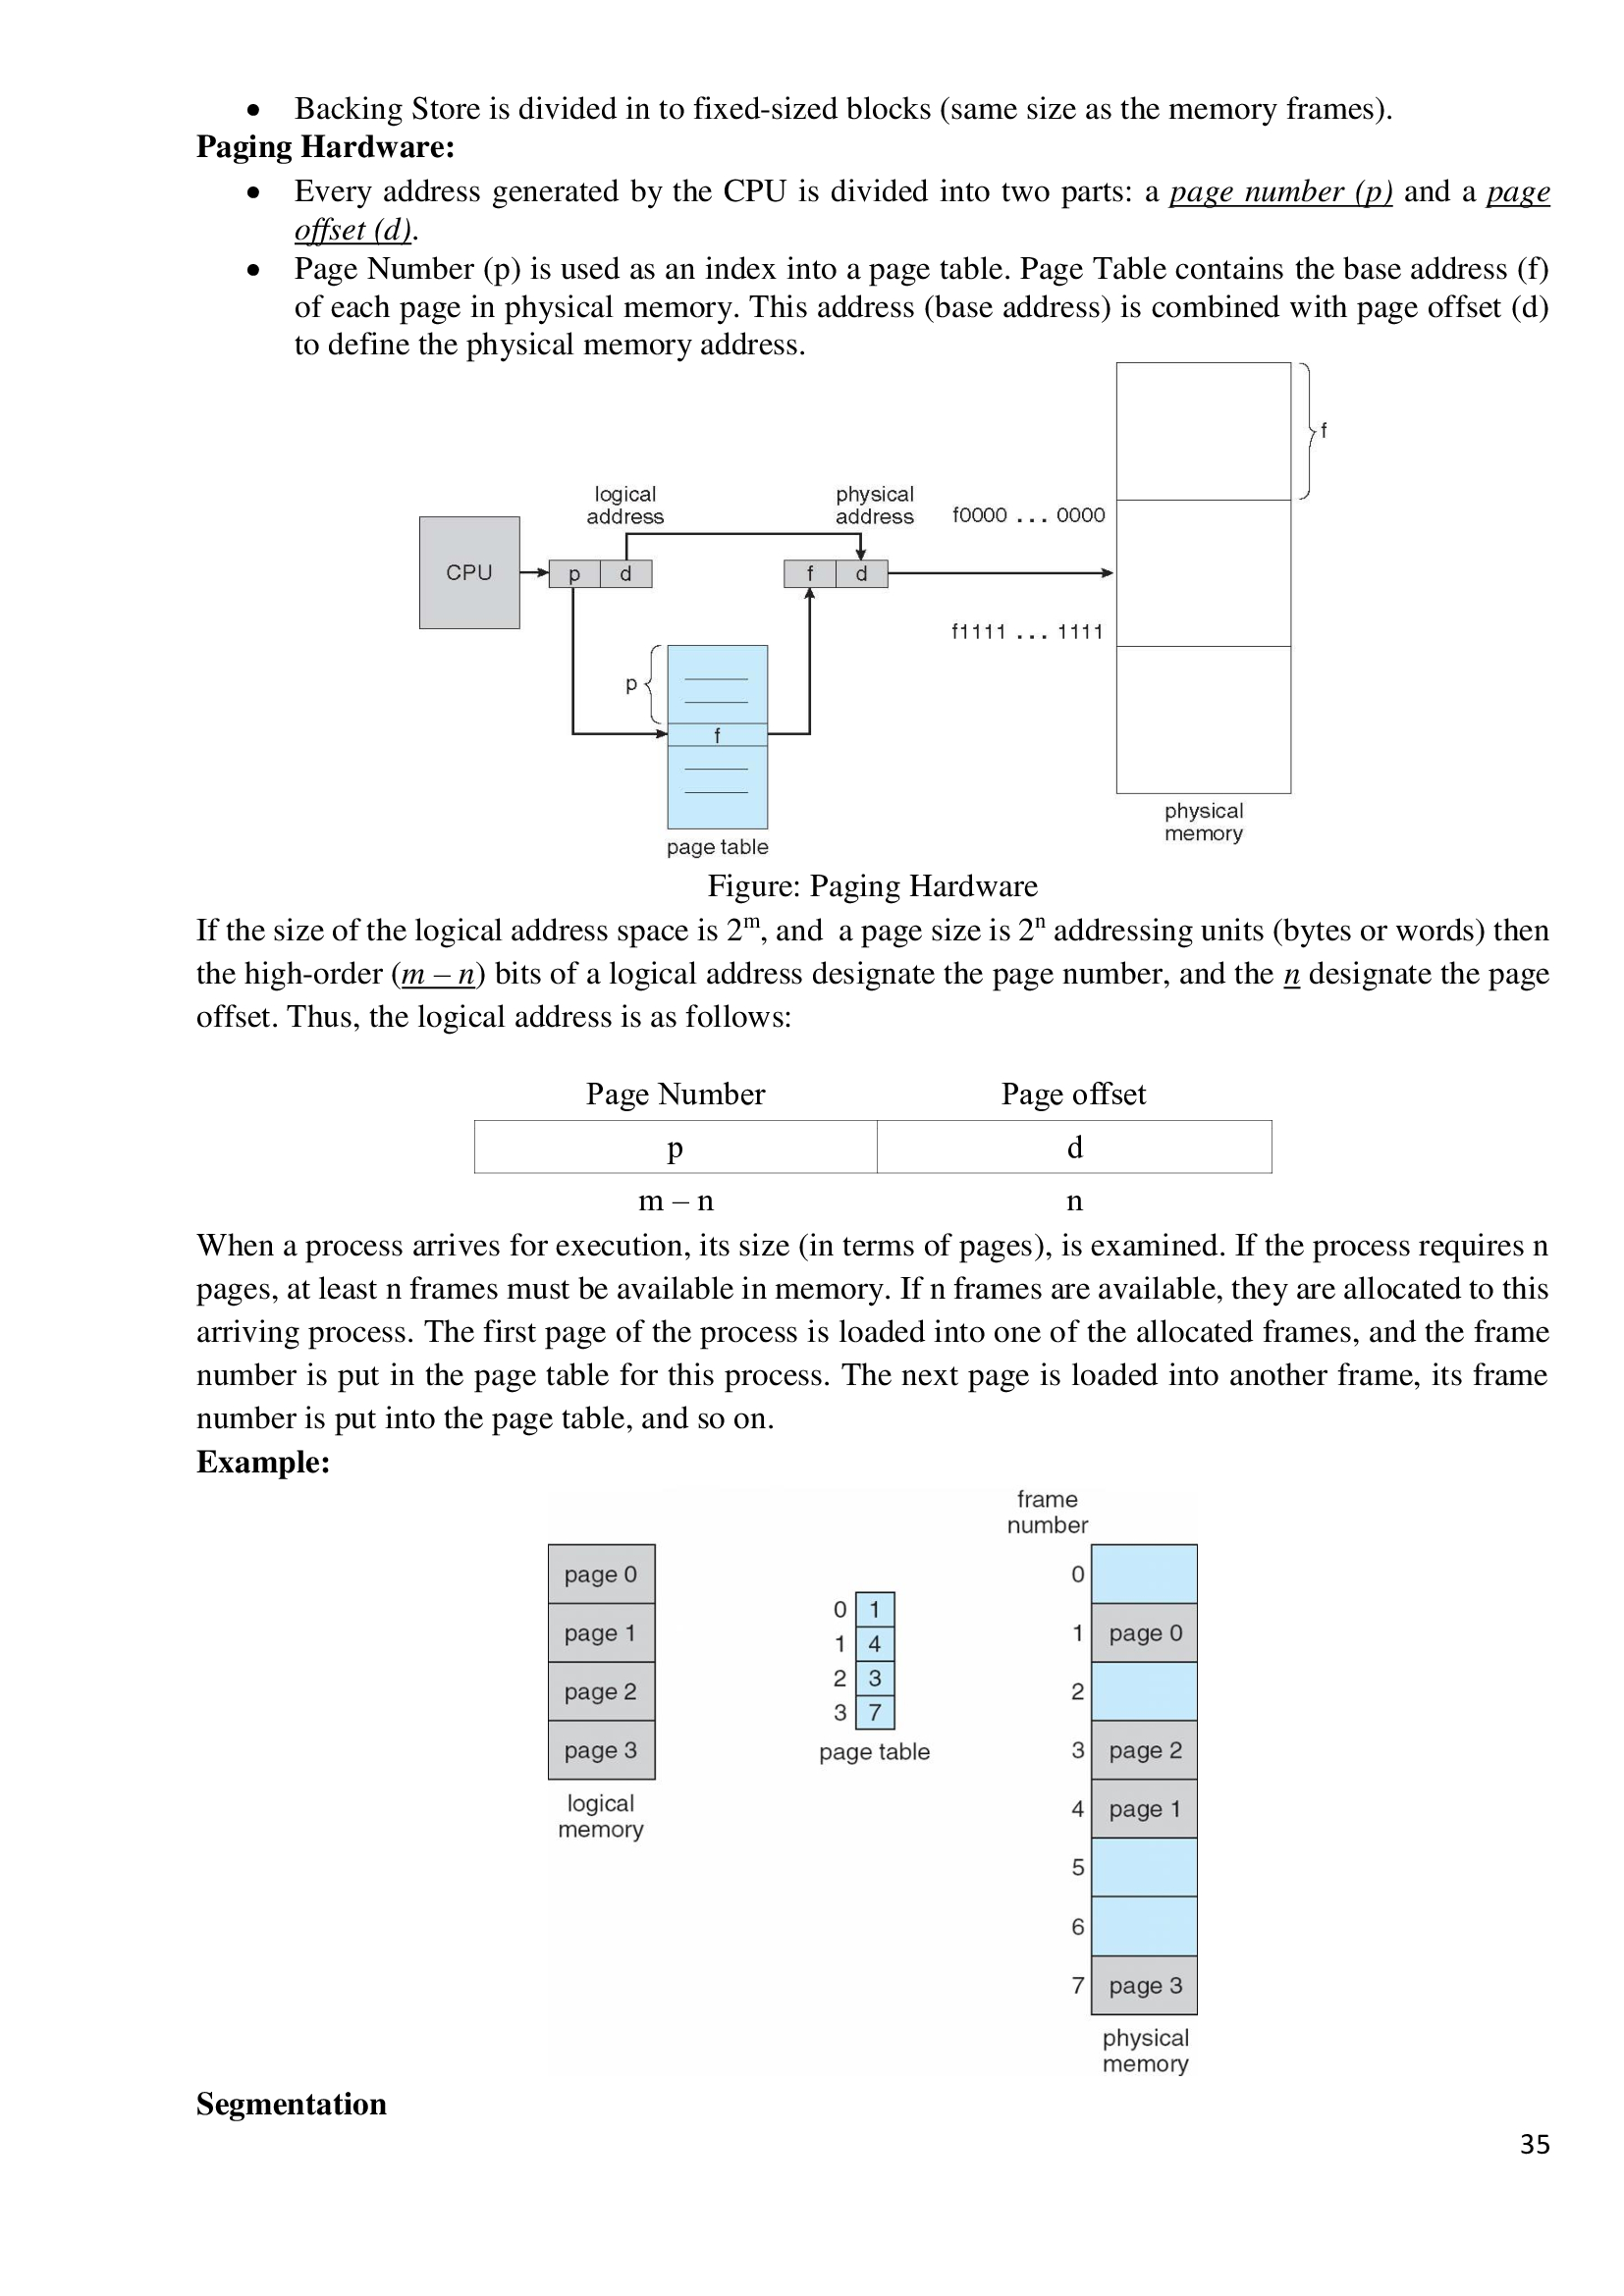 • Backing Store is divided in to fixed-sized blocks (same size as the memory frames).
Paging Hardware:
• Every address generated by the CPU is divided into two parts: a page number (p) and a page
offset (d).
• Page Number (p) is used as an index into a page table. Page Table contains the base address (f)
of each page in physical memory. This address (base address) is combined with page offset (d)
to define the physical memory address.
f
logical
address
physical
address
f0000 ... 0000
CPU
p d
f d
f1111 ... 1111
p
f
page table
physical
memory
Figure: Paging Hardware
If the size of the logical address space is 2^m, and a page size is 2^n addressing units (bytes or words) then
the high-order (m – n) bits of a logical address designate the page number, and the n designate the page
offset. Thus, the logical address is as follows:
Page Number Page offset
p d
m – n n
When a process arrives for execution, its size (in terms of pages), is examined. If the process requires n
pages, at least n frames must be available in memory. If n frames are available, they are allocated to this
arriving process. The first page of the process is loaded into one of the allocated frames, and the frame
number is put in the page table for this process. The next page is loaded into another frame, its frame
number is put into the page table, and so on.
Example:
page 0
page 1
page 2
page 3
logical
memory
0 1
1 4
2 3
3 7
page table
frame
number
0
1 page 0
2
3 page 2
4 page 1
5
6
7 page 3
physical
memory
Segmentation
35